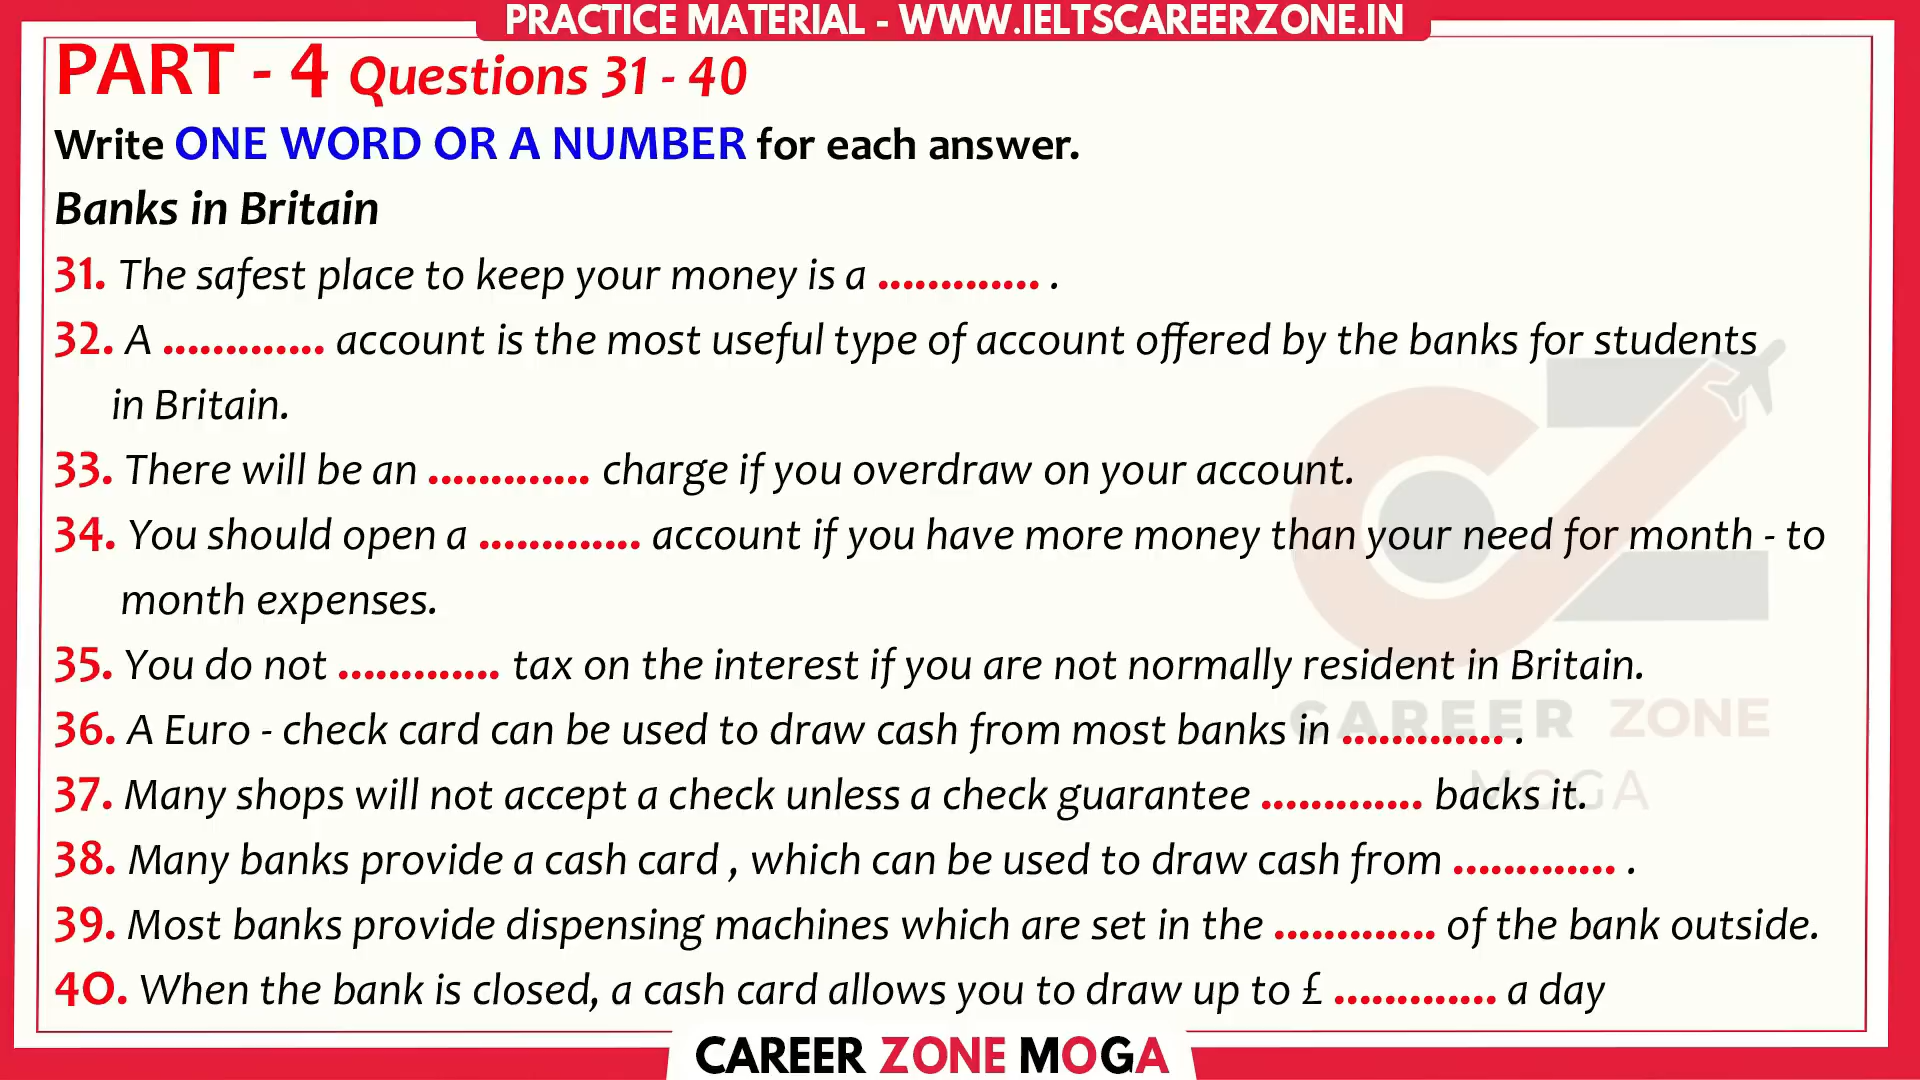 PRACTICE MATERIAL - WWW.IELTSCAREERZONE.IN
PART - 4 Questions 31 - 40
Write ONE WORD OR A NUMBER for each answer.
Banks in Britain
31. The safest place to keep your money is a ............. .
32. A ............. account is the most useful type of account offered by the banks for students
in Britain.
33. There will be an ............. charge if you overdraw on your account.
34. You should open a ............. account if you have more money than your need for month - to
month expenses.
35. You do not ............. tax on the interest if you are not normally resident in Britain.
36. A Euro - check card can be used to draw cash from most banks in ............. .
37. Many shops will not accept a check unless a check guarantee ............. backs it.
38. Many banks provide a cash card , which can be used to draw cash from ............. .
39. Most banks provide dispensing machines which are set in the ............. of the bank outside.
40. When the bank is closed, a cash card allows you to draw up to £ ............. a day
CAREER ZONE
MOGA
CAREER ZONE MOGA